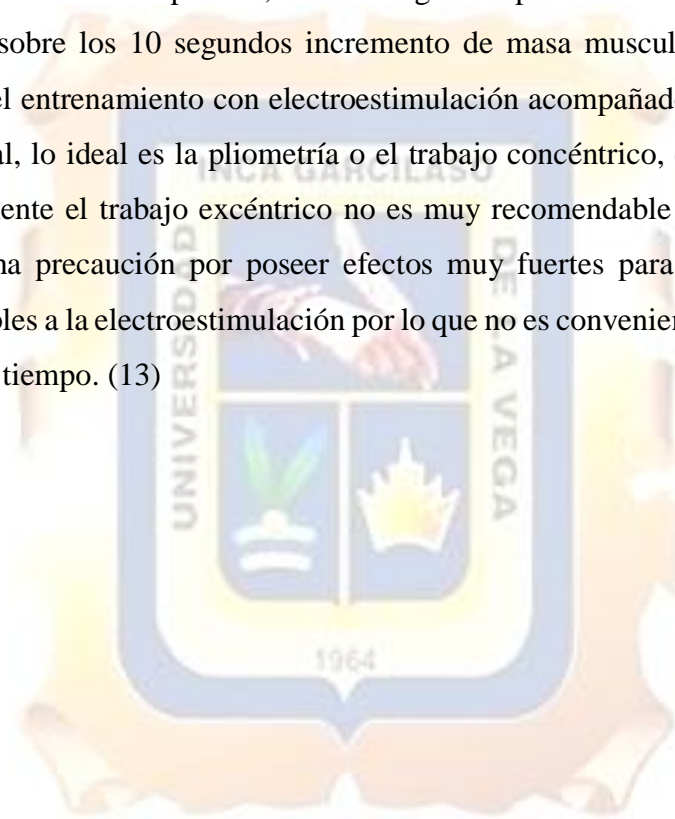 sobre los 10 segundos incremento de masa muscul
el entrenamiento con electroestimulación acompañad
al, lo ideal es la pliometría o el trabajo concéntrico,
ente el trabajo excéntrico no es muy recomendable
na precaución por poseer efectos muy fuertes para
les a la electroestimulación por lo que no es convenien
tiempo. (13)
UNIVERSIDAD
INCA GARCILASO
DE LA VEGA
1964